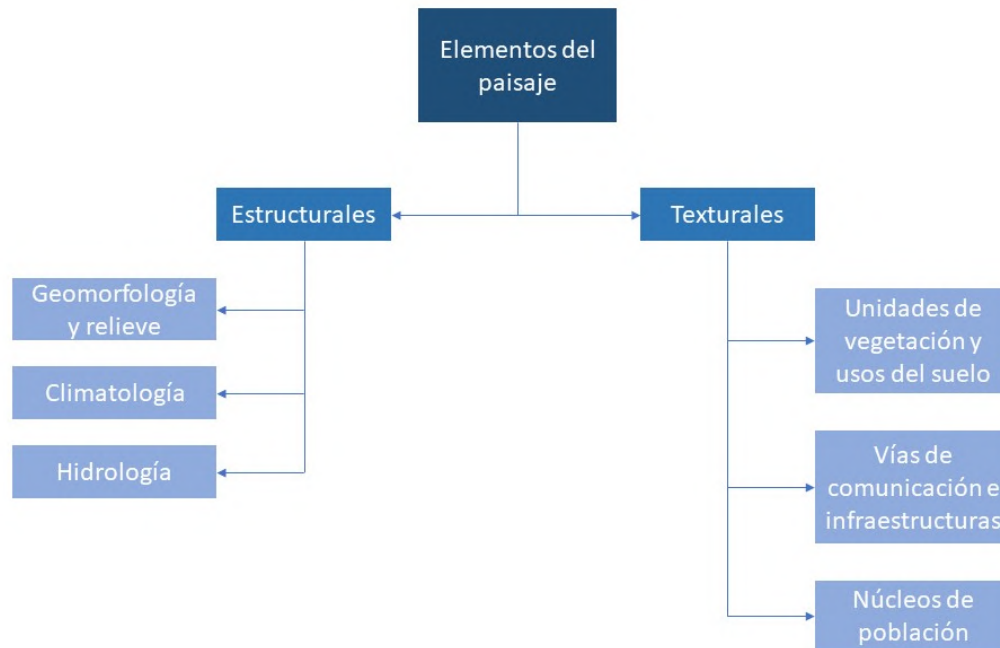 Elementos del
paisaje
Estructurales
Texturales
Geomorfología
y relieve
Climatología
Hidrología
Unidades de
vegetación y
usos del suelo
Vías de
comunicación e
infraestructuras
Núcleos de
población